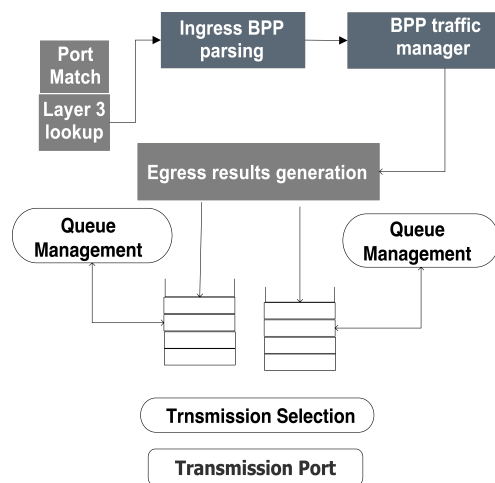 Port
Match
Layer 3
lookup
Ingress BPP
parsing
BPP traffic
manager
Egress results generation
Queue
Management
Queue
Management
Trnsmission Selection
Transmission Port